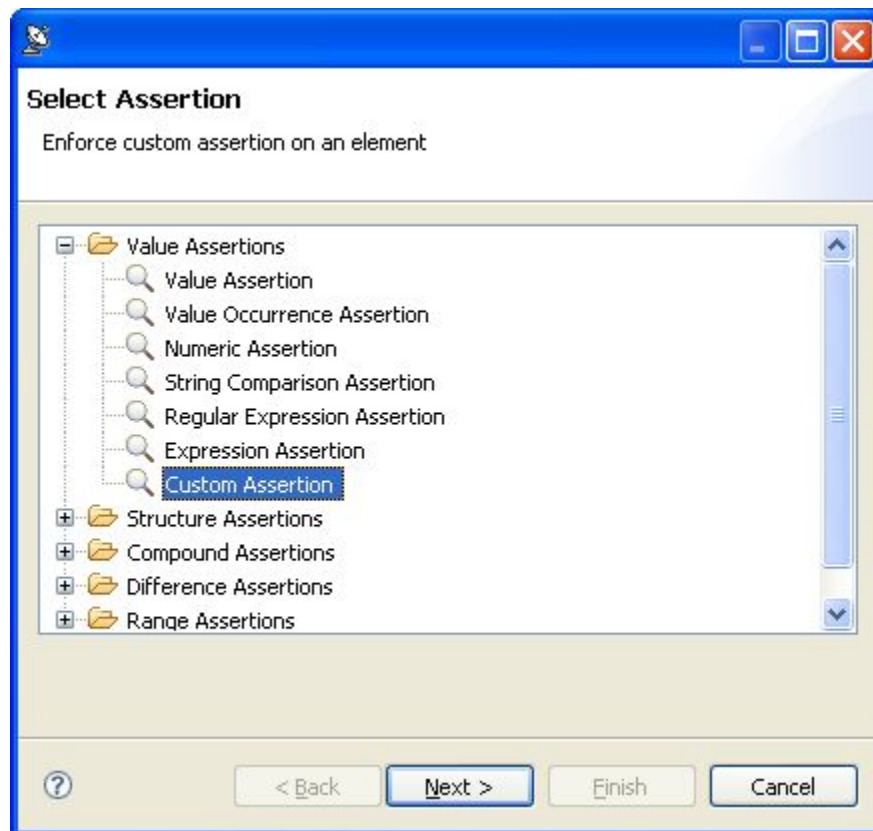 Select Assertion
Enforce custom assertion on an element
Value Assertions
Value Assertion
Value Occurrence Assertion
Numeric Assertion
String Comparison Assertion
Regular Expression Assertion
Expression Assertion
Custom Assertion
Structure Assertions
Compound Assertions
Difference Assertions
Range Assertions
? < Back Next > Finish Cancel